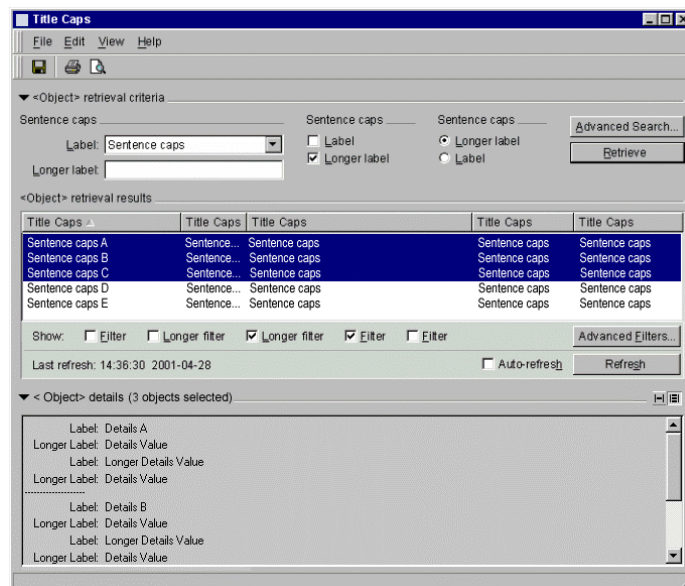 Title Caps
File Edit View Help
<Object> retrieval criteria
Sentence caps Sentence caps Sentence caps
Label: Sentence caps Label Longer label Advanced Search...
Longer label: Longer label Label Retrieve
<Object> retrieval results
Title Caps Title Caps Title Caps Title Caps Title Caps
Sentence caps A Sentence... Sentence caps Sentence caps Sentence caps
Sentence caps B Sentence... Sentence caps Sentence caps Sentence caps
Sentence caps C Sentence... Sentence caps Sentence caps Sentence caps
Sentence caps D Sentence... Sentence caps Sentence caps Sentence caps
Sentence caps E Sentence... Sentence caps Sentence caps Sentence caps
Show: Filter Longer filter Longer filter Filter Filter Advanced Filters...
Last refresh: 14:36:30 2001-04-28 Auto-refresh Refresh
< Object> details (3 objects selected)
Label: Details A
Longer Label: Details Value
Label: Longer Details Value
Longer Label: Details Value
--------------------
Label: Details B
Longer Label: Details Value
Label: Longer Details Value
Longer Label: Details Value